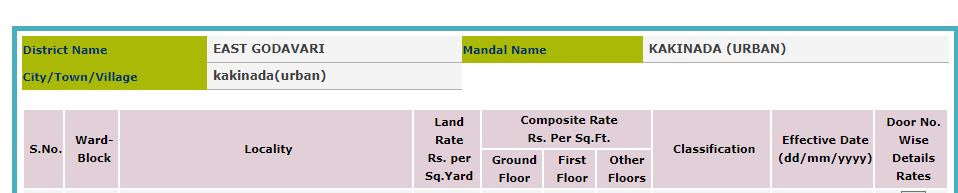 District Name EAST GODAVARI Mandal Name KAKINADA (URBAN)
City/Town/Village kakinada(urban)
S.No. Ward-Block Locality Land Rate Rs. per Sq.Yard Composite Rate Rs. Per Sq.Ft. Classification Effective Date (dd/mm/yyyy) Door No. Wise Details Rates
Ground Floor First Floor Other Floors